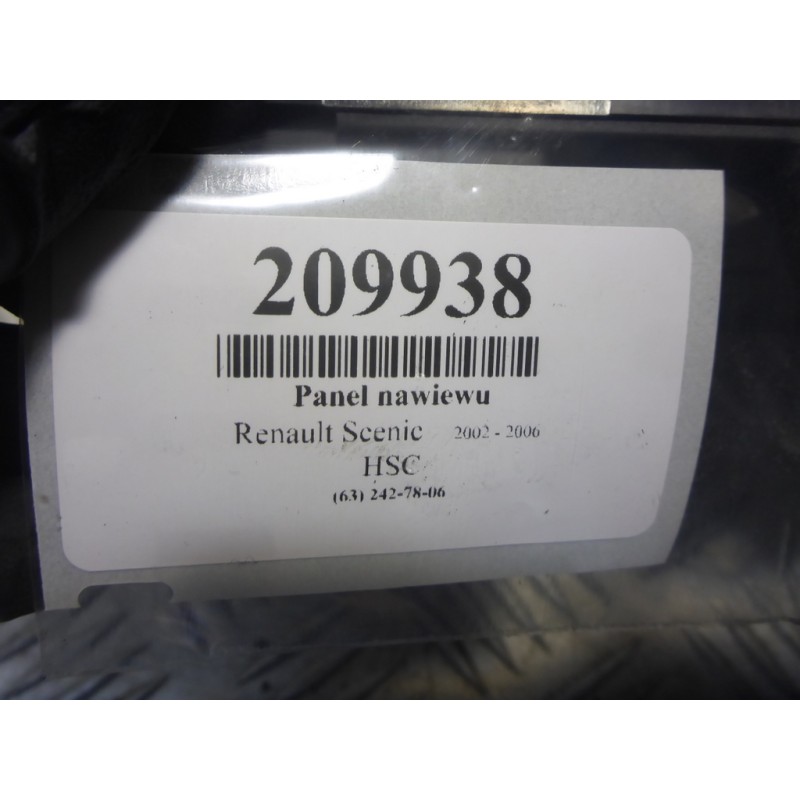 209938
Panel nawiewu
Renault Scenic 2002 - 2006
HSC
(63) 242-78-06